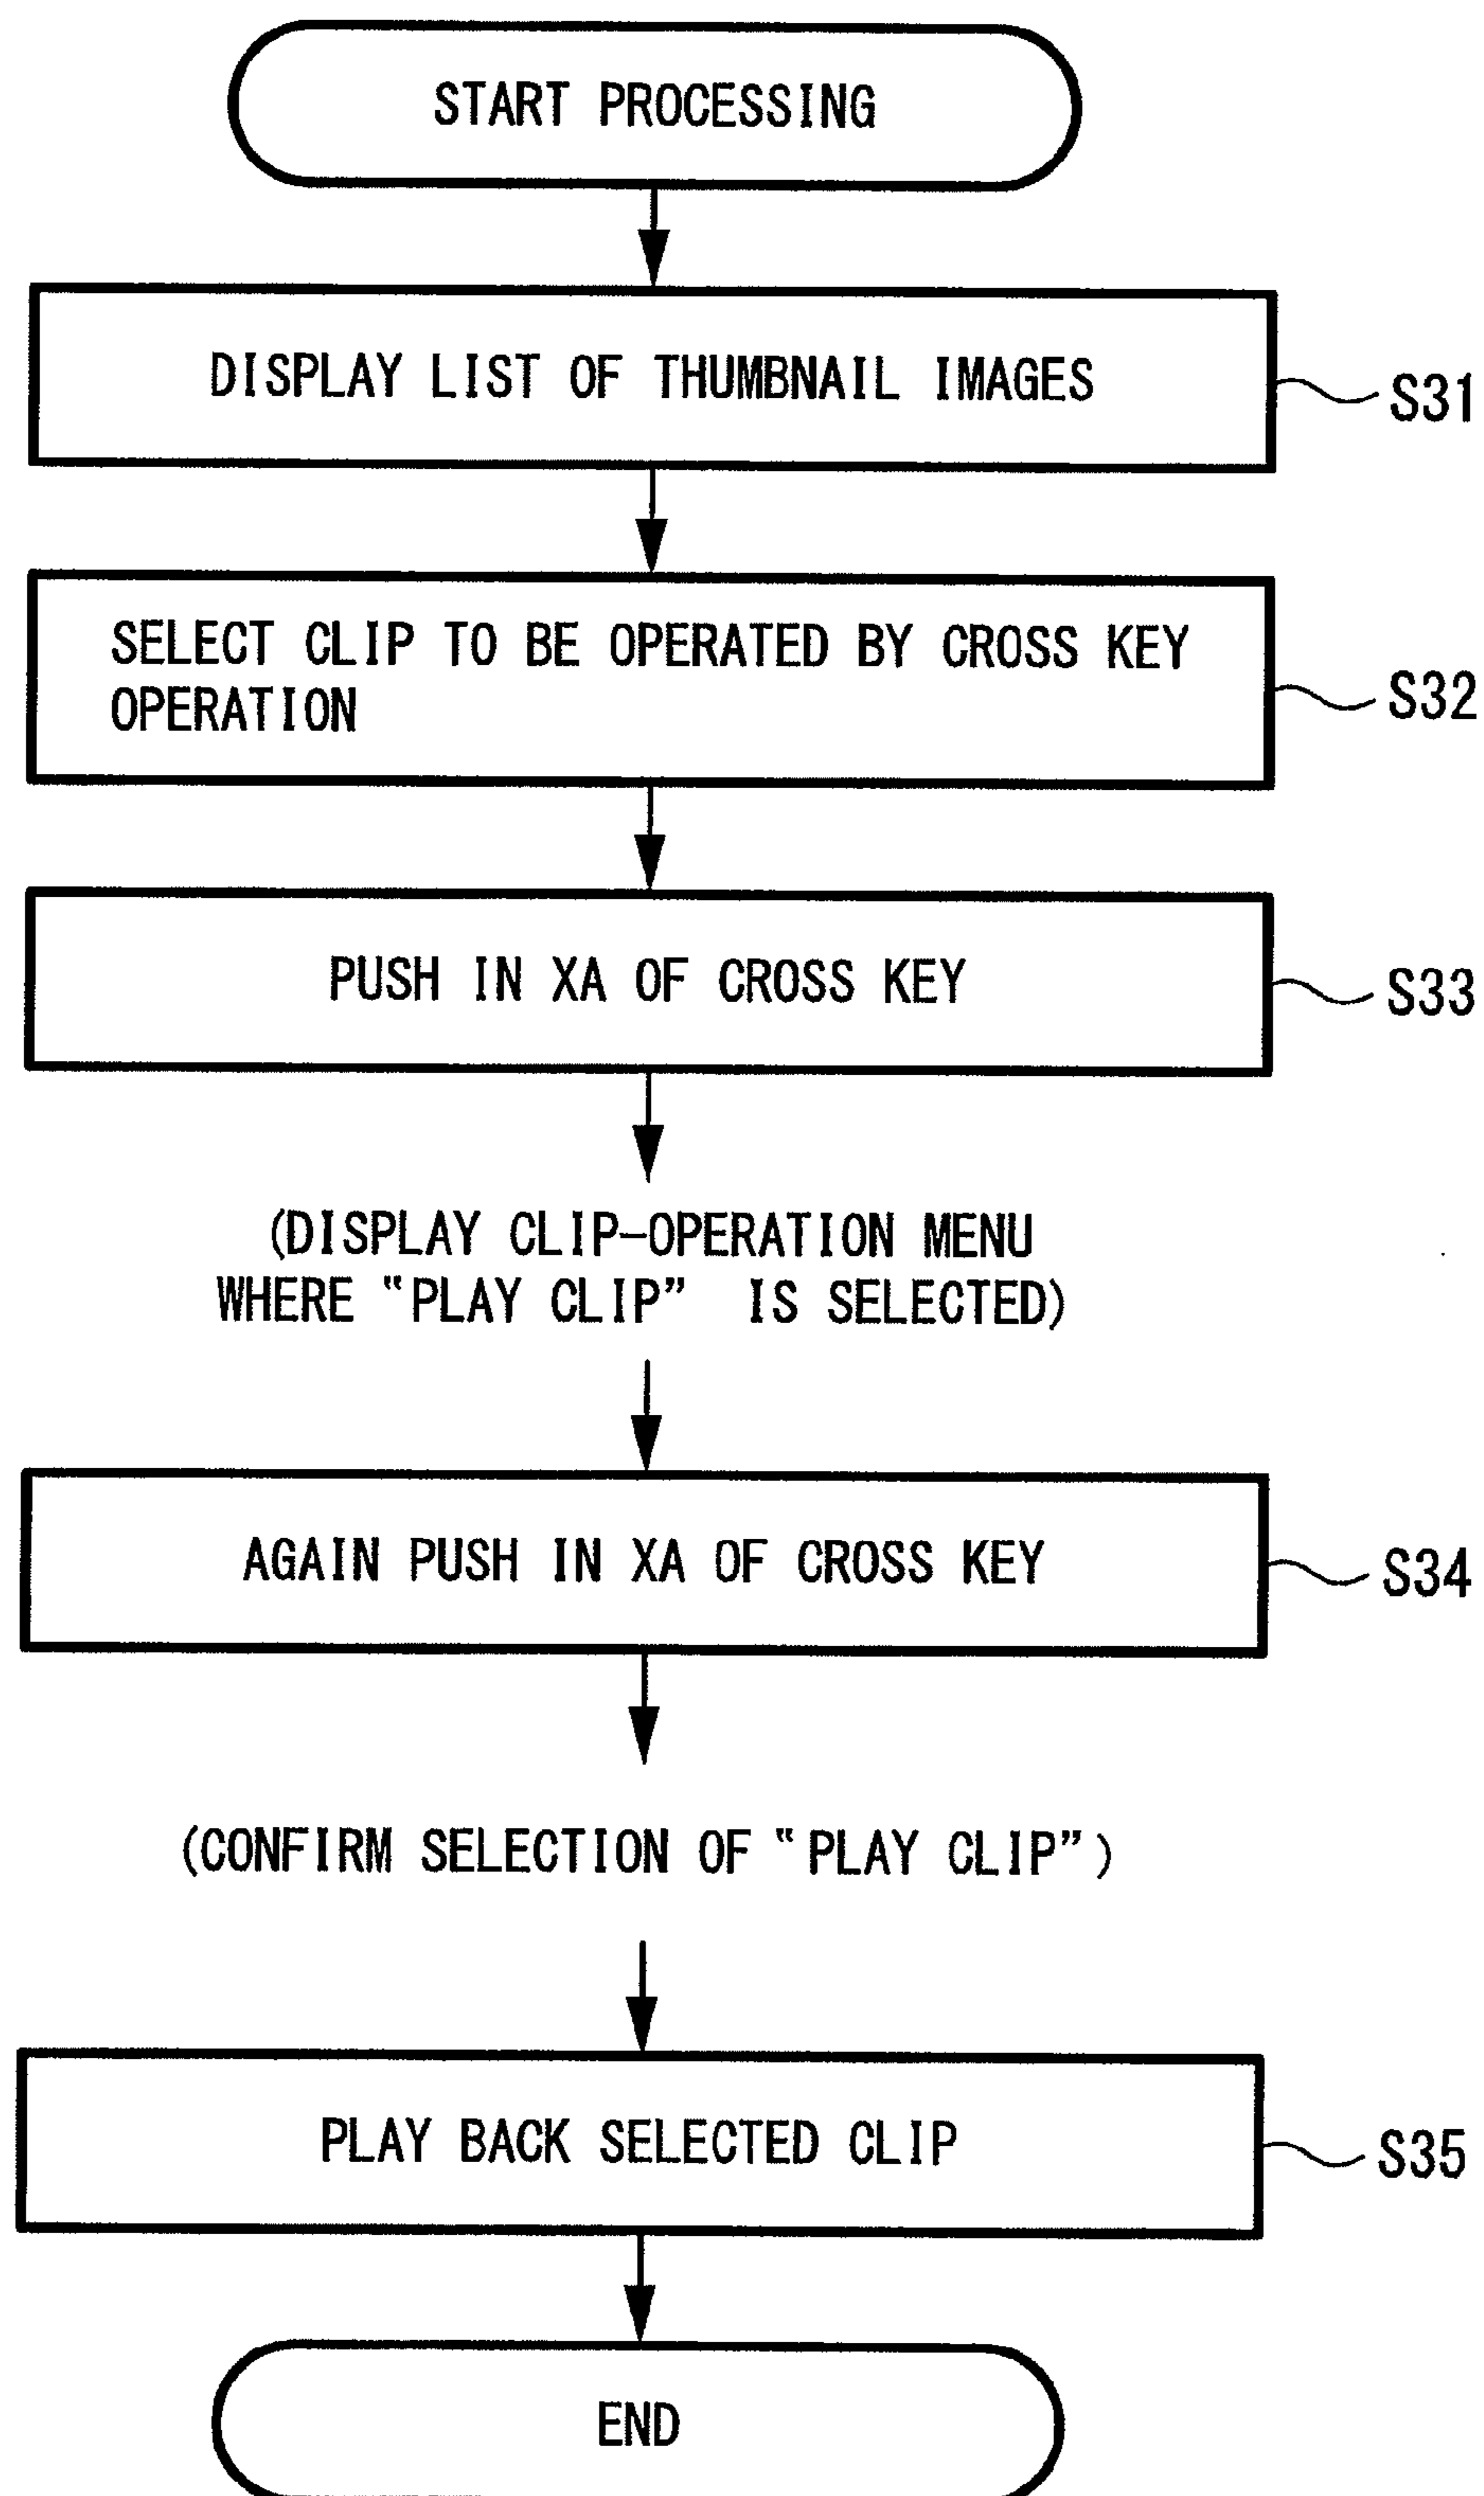 START PROCESSING
DISPLAY LIST OF THUMBNAIL IMAGES
S31
SELECT CLIP TO BE OPERATED BY CROSS KEY
OPERATION
S32
PUSH IN XA OF CROSS KEY
S33
(DISPLAY CLIP-OPERATION MENU
WHERE “PLAY CLIP” IS SELECTED)
AGAIN PUSH IN XA OF CROSS KEY
S34
(CONFIRM SELECTION OF “PLAY CLIP”)
PLAY BACK SELECTED CLIP
S35
END